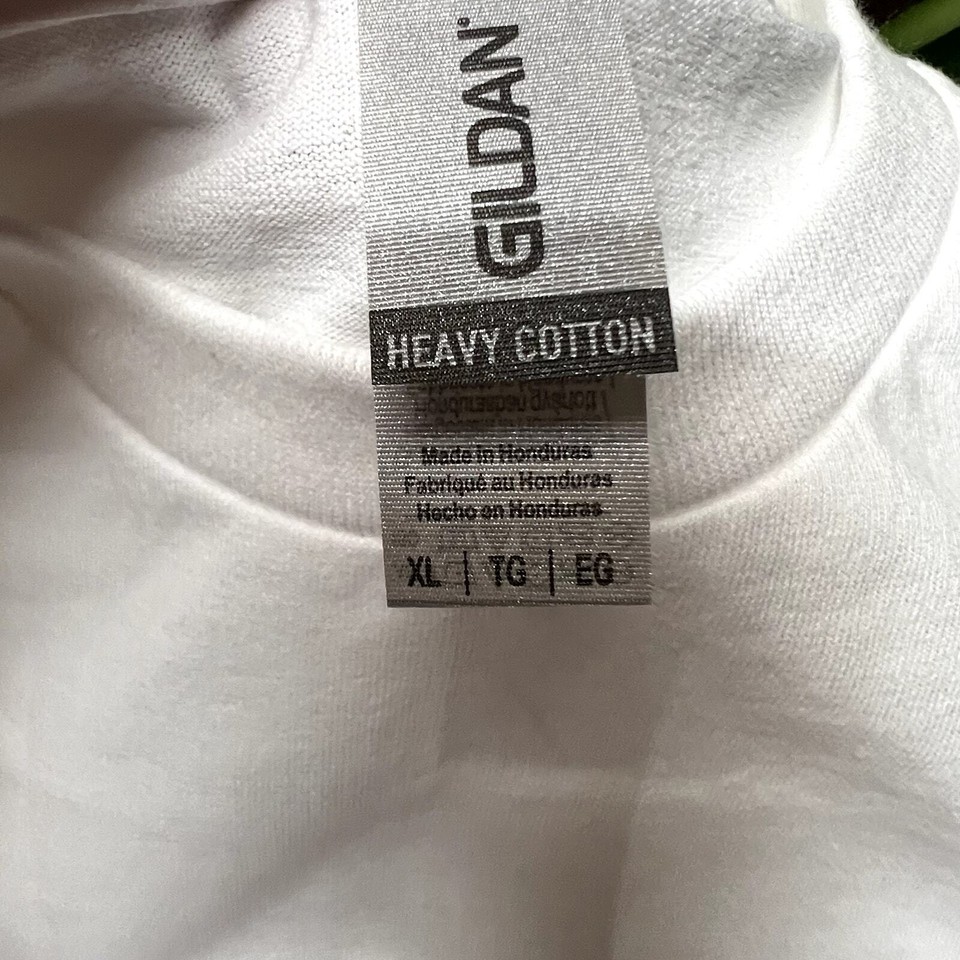 GILDAN®
HEAVY COTTON
Made in Honduras
Fabriqué au Honduras
Hecho en Honduras
XL | TG | EG